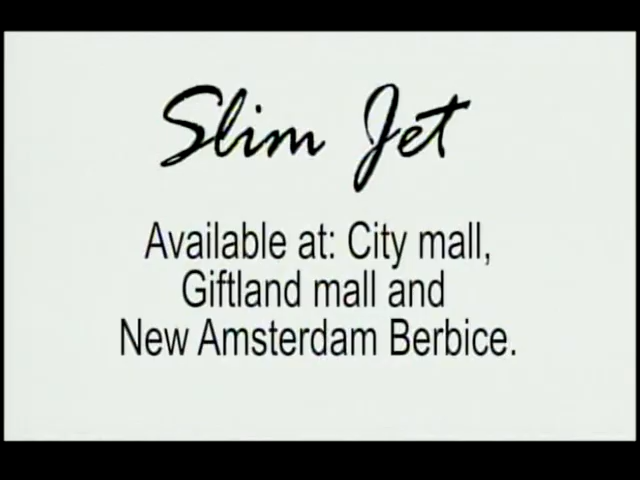 Slim Jet
Available at: City mall,
Giftland mall and
New Amsterdam Berbice.